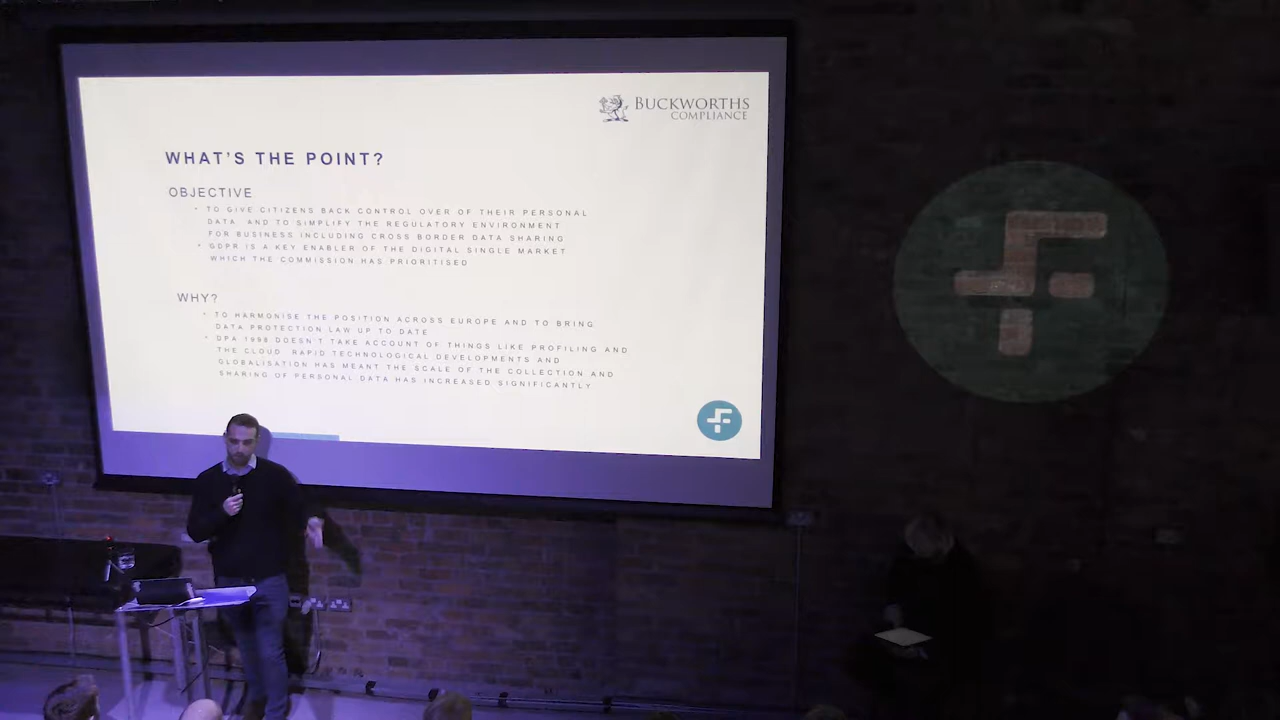 BUCKWORTHS
COMPLIANCE
WHAT'S THE POINT?
OBJECTIVE
• TO GIVE CITIZENS BACK CONTROL OVER OF THEIR PERSONAL
DATA AND TO SIMPLIFY THE REGULATORY ENVIRONMENT
FOR BUSINESS INCLUDING CROSS BORDER DATA SHARING
• GDPR IS A KEY ENABLER OF THE DIGITAL SINGLE MARKET
WHICH THE COMMISSION HAS PRIORITISED
WHY?
• TO HARMONISE THE POSITION ACROSS EUROPE AND TO BRING
DATA PROTECTION LAW UP TO DATE
• DPA 1998 DOESN'T TAKE ACCOUNT OF THINGS LIKE PROFILING AND
THE CLOUD. RAPID TECHNOLOGICAL DEVELOPMENTS AND
GLOBALISATION HAS MEANT THE SCALE OF THE COLLECTION AND
SHARING OF PERSONAL DATA HAS INCREASED SIGNIFICANTLY